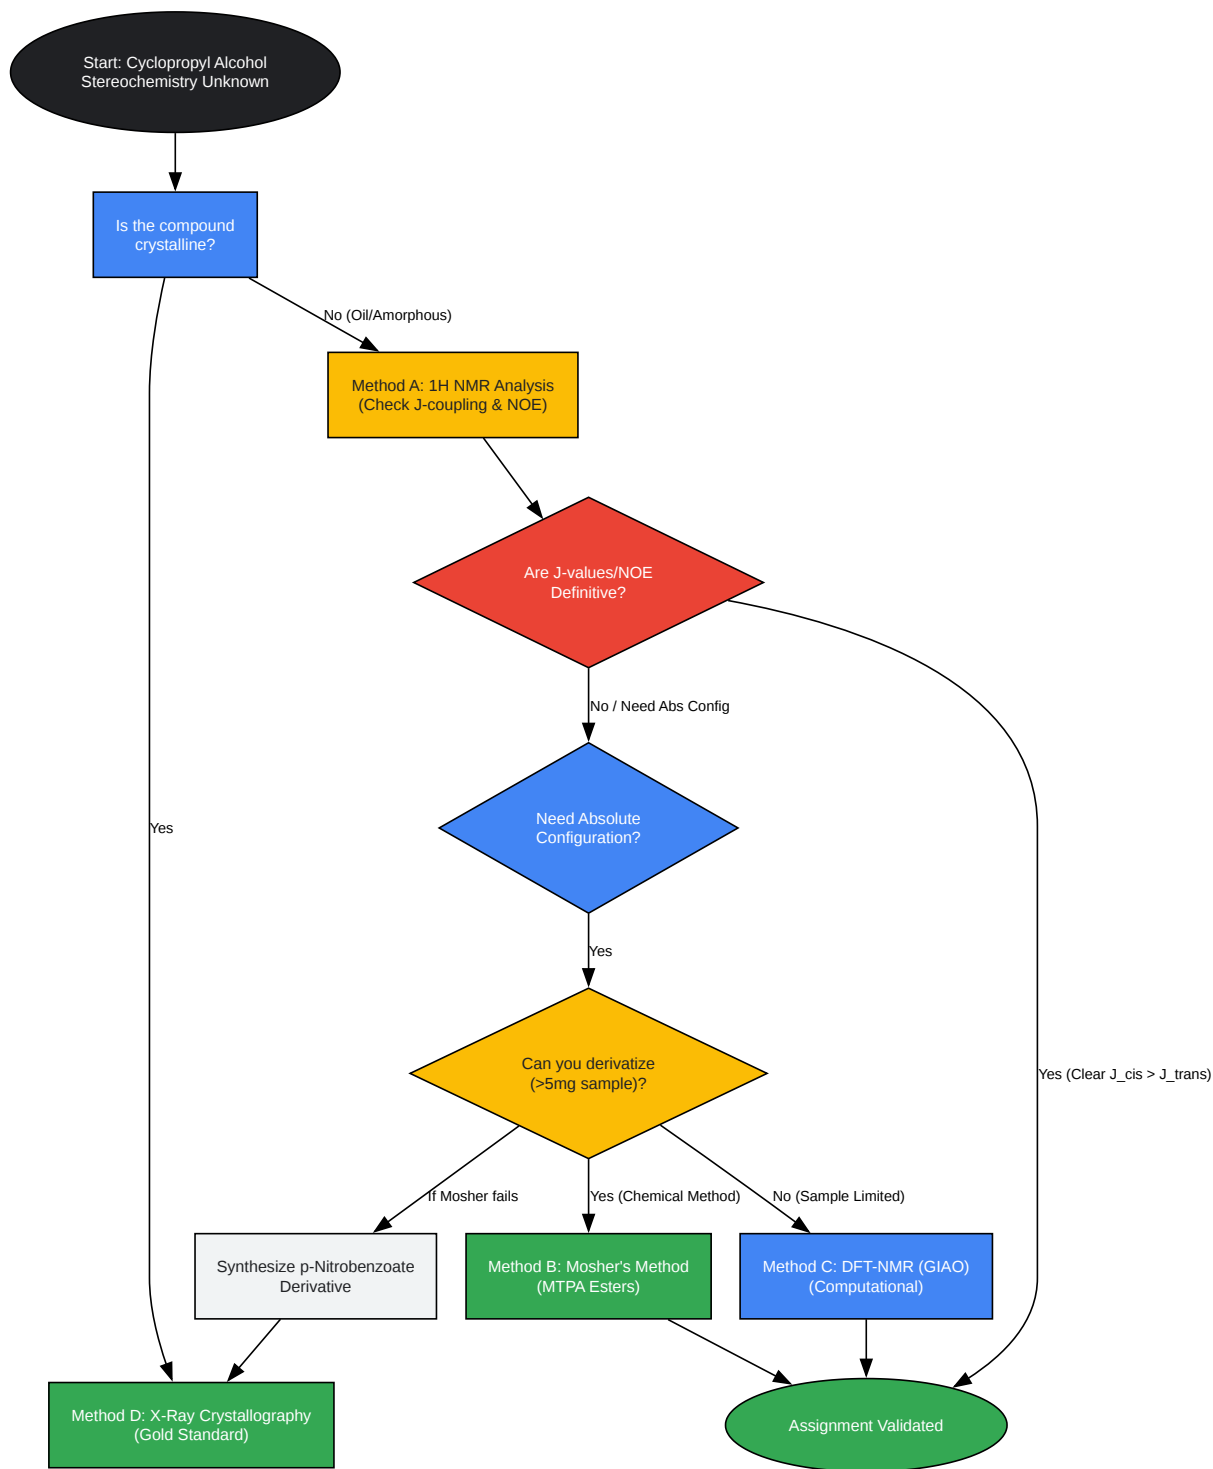 Start: Cyclopropyl Alcohol
Stereochemistry Unknown
Is the compound
crystalline?
No (Oil/Amorphous)
Method A: 1H NMR Analysis
(Check J-coupling & NOE)
Are J-values/NOE
Definitive?
No / Need Abs Config
Need Absolute
Configuration?
Yes
Yes
Can you derivatize
(>5mg sample)?
Yes (Clear J_cis > J_trans)
If Mosher fails
Yes (Chemical Method)
No (Sample Limited)
Synthesize p-Nitrobenzoate
Derivative
Method B: Mosher's Method
(MTPA Esters)
Method C: DFT-NMR (GIAO)
(Computational)
Method D: X-Ray Crystallography
(Gold Standard)
Assignment Validated